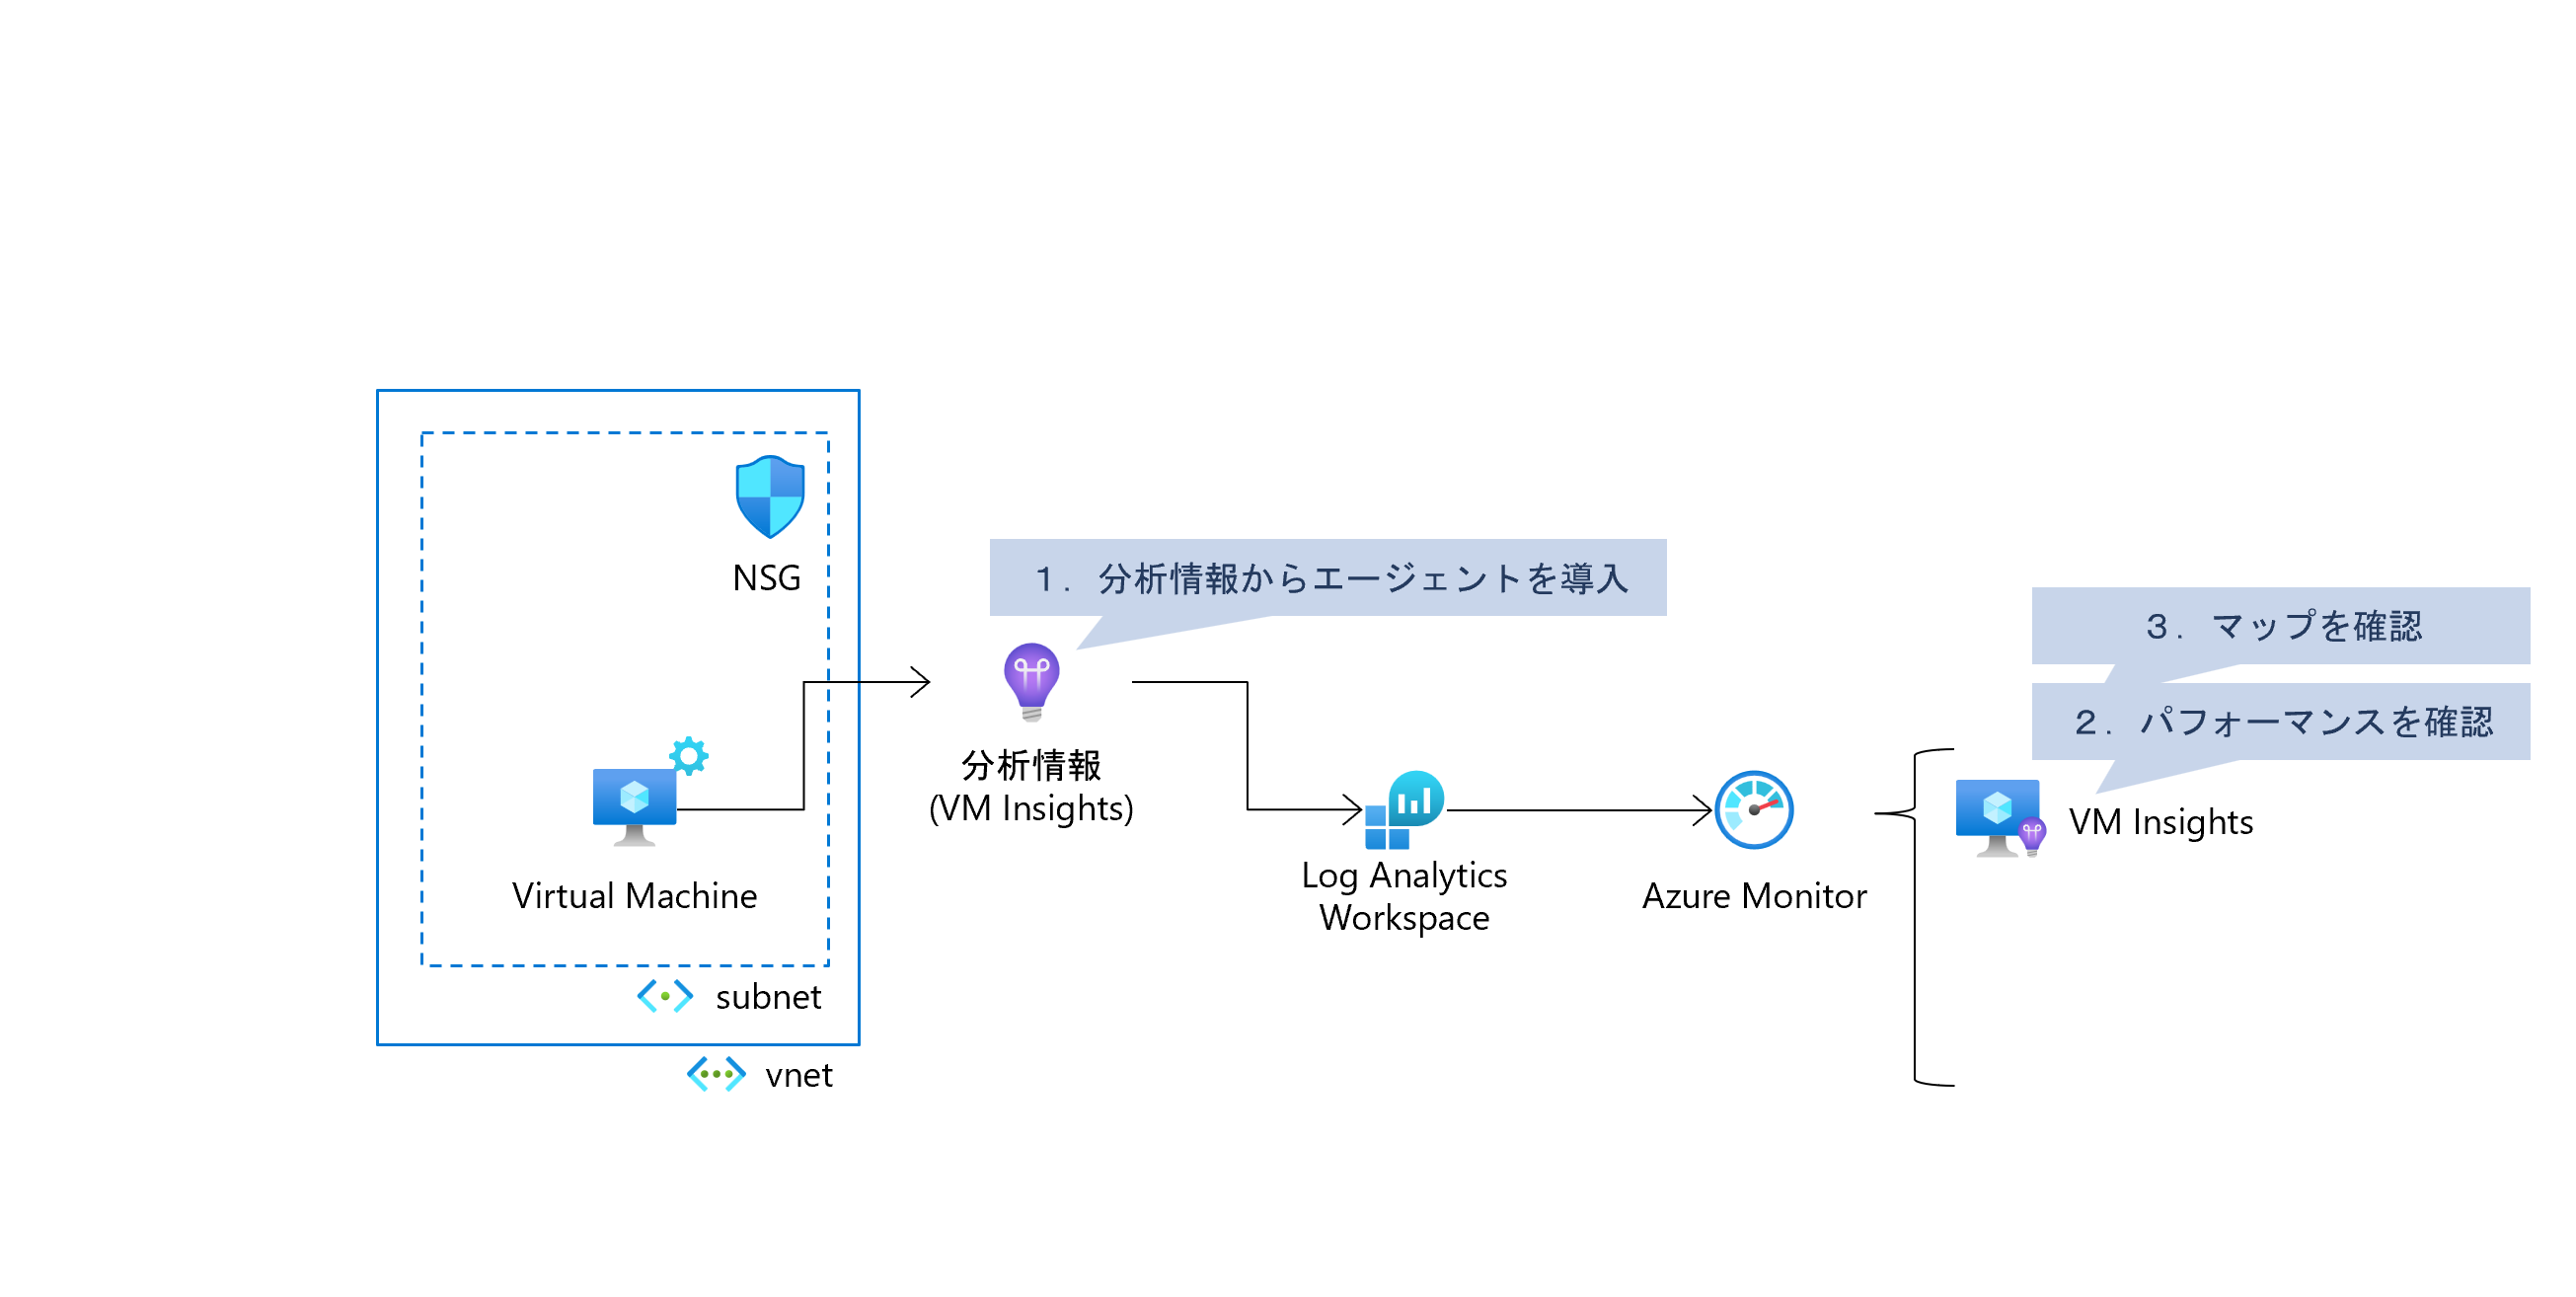 NSG
Virtual Machine
subnet
vnet
１．分析情報からエージェントを導入
分析情報
(VM Insights)
Log Analytics
Workspace
Azure Monitor
３．マップを確認
２．パフォーマンスを確認
VM Insights